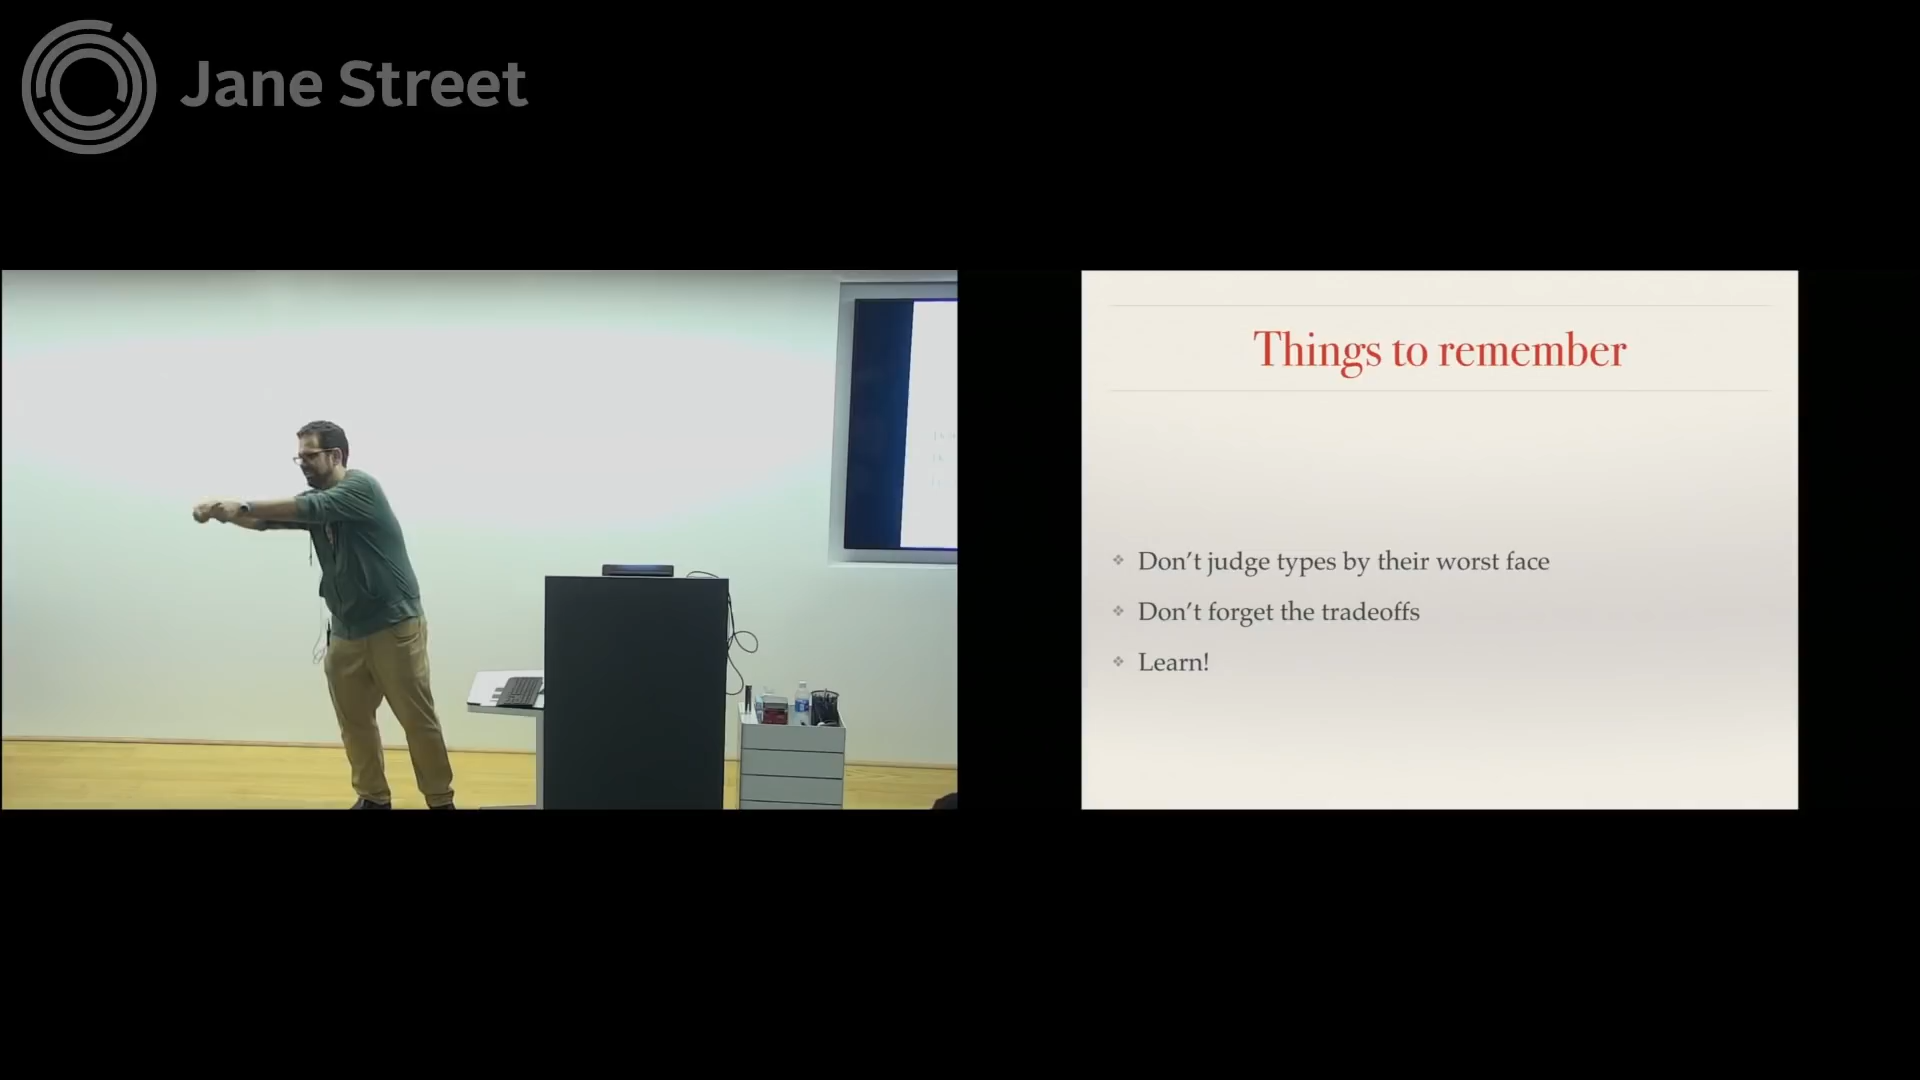 Jane Street
Things to remember
Don’t judge types by their worst face
Don’t forget the tradeoffs
Learn!